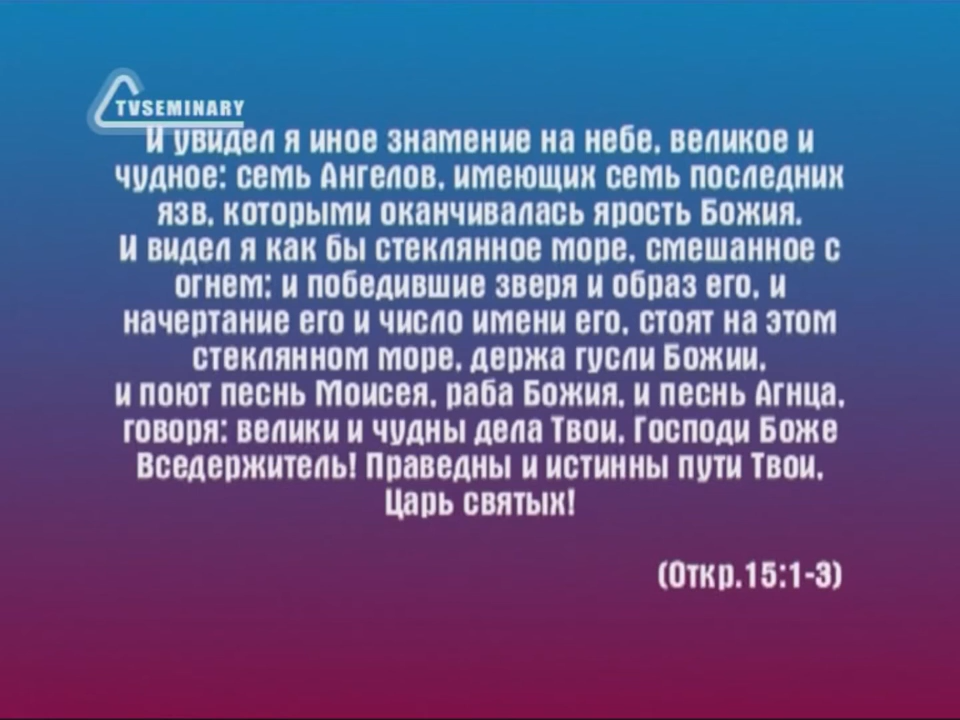 TVSEMINARY
И увидел я иное знамение на небе, великое и
чудное: семь Ангелов, имеющих семь последних
язв, которыми оканчивалась ярость Божия.
И видел я как бы стеклянное море, смешанное с
огнем; и победившие зверя и образ его, и
начертание его и число имени его, стоят на этом
стеклянном море, держа гусли Божии,
и поют песнь Моисея, раба Божия, и песнь Агнца,
говоря: велики и чудны дела Твои, Господи Боже
Вседержитель! Праведны и истинны пути Твои,
Царь святых!
(Откр.15:1-3)